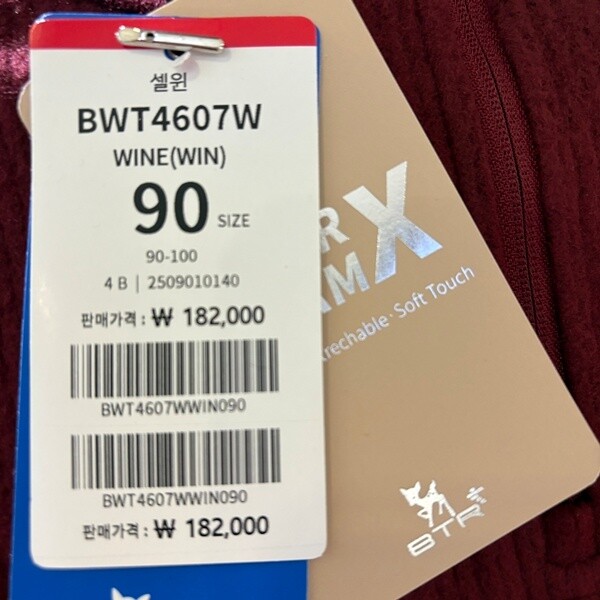 셀윈
BWT4607W
WINE(WIN)
90 SIZE
90-100
4 B | 2509010140
판매가격 : ₩ 182,000
BWT4607WWIN090
BWT4607WWIN090
판매가격 : ₩ 182,000
X
Soft Touch
BTR